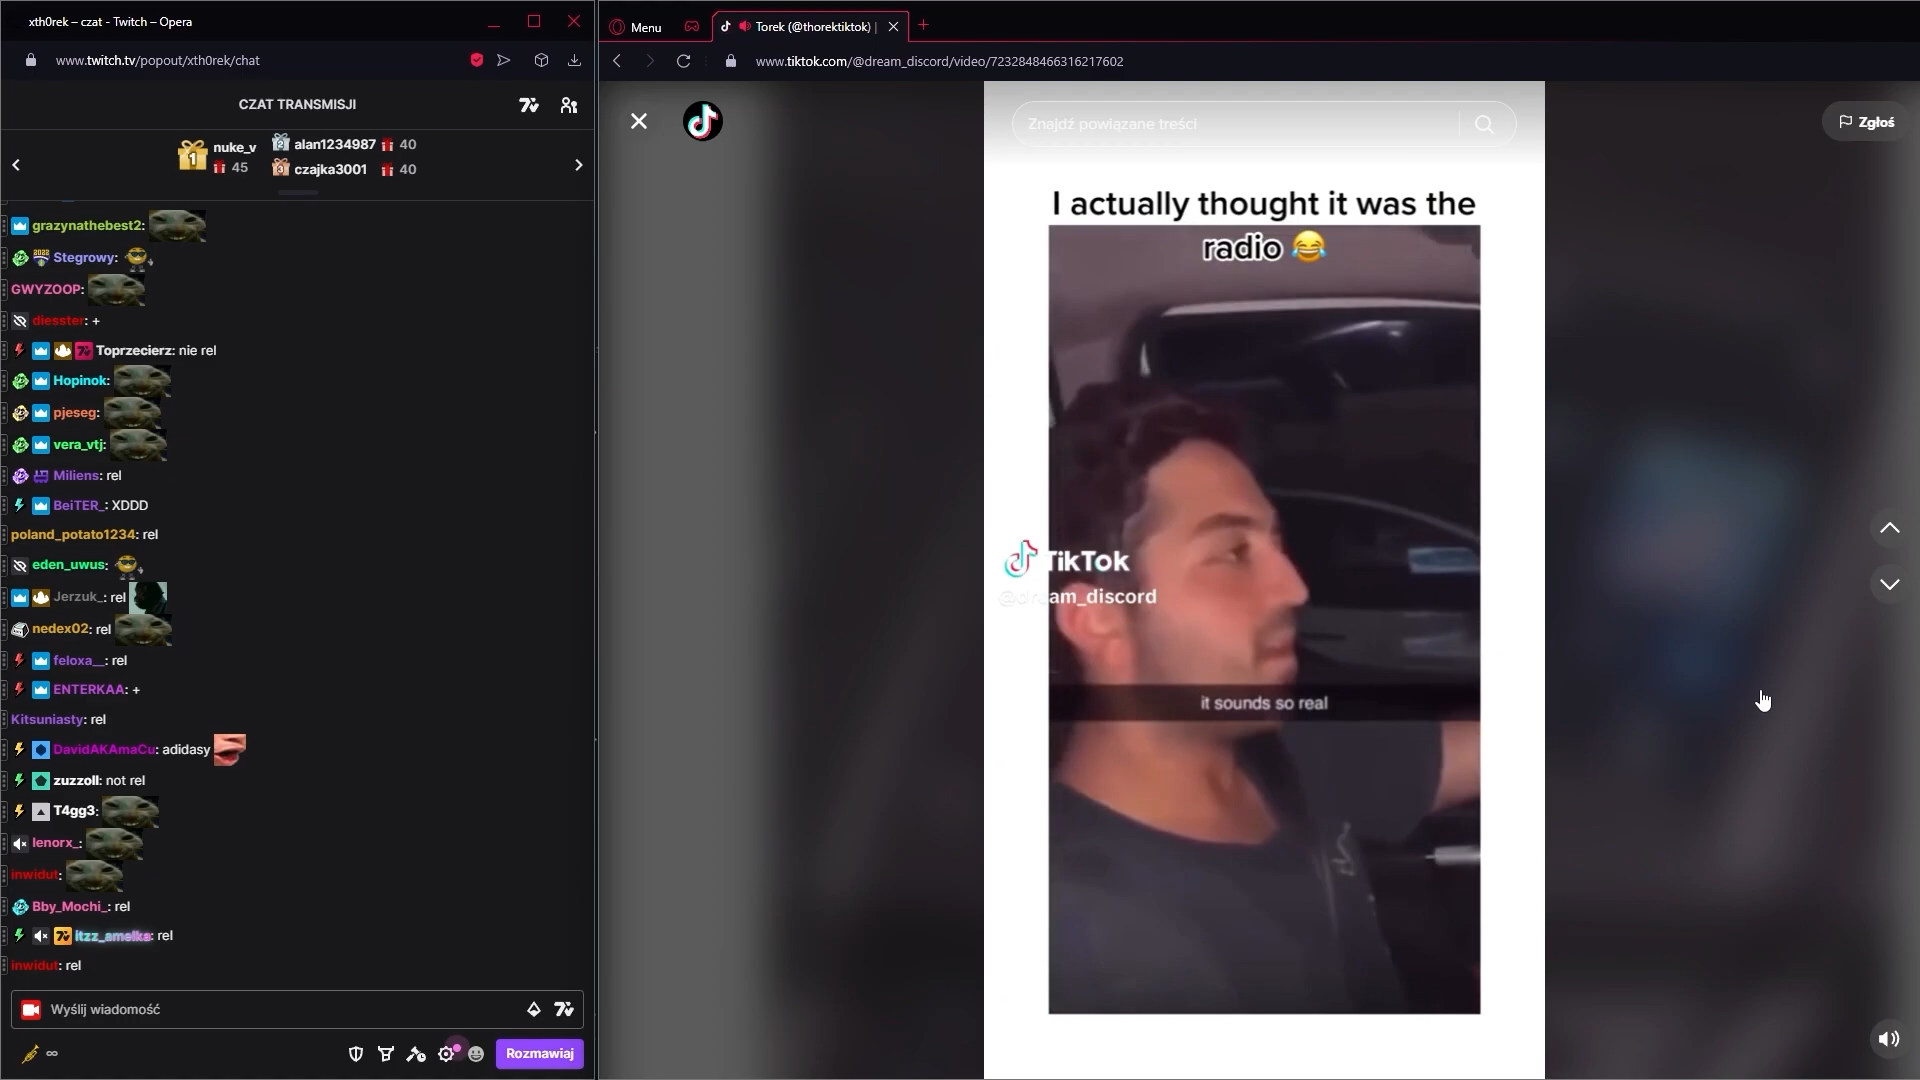 xth0rek – czat - Twitch – Opera
www.twitch.tv/popout/xth0rek/chat
CZAT TRANSMISJI
nuke_v
45
alan1234987 40
czajka3001 40
grazynathebest2:
Stegrowy:
GWYZOOP:
diesster: +
Toprzecierz: nie rel
Hopinok:
pjeseg:
vera_vtj:
Miliens: rel
BeiTER_: XDDD
poland_potato1234: rel
eden_uwus:
Jerzuk_: rel
nedex02: rel
feloxa__: rel
ENTERKAA: +
Kitsuniasty: rel
DavidAKAmaCu: adidasy
zuzzoll: not rel
T4gg3:
lenorx_:
inwidut:
Bby_Mochi_: rel
itzz_amelka: rel
inwidut: rel
Wyślij wiadomość
∞
Rozmawiaj
Menu
Torek (@thorektiktok) |
www.tiktok.com/@dream_discord/video/7232848466316217602
Znajdź powiązane treści
Zgłoś
I actually thought it was the
radio 😂
TikTok
@dream_discord
it sounds so real